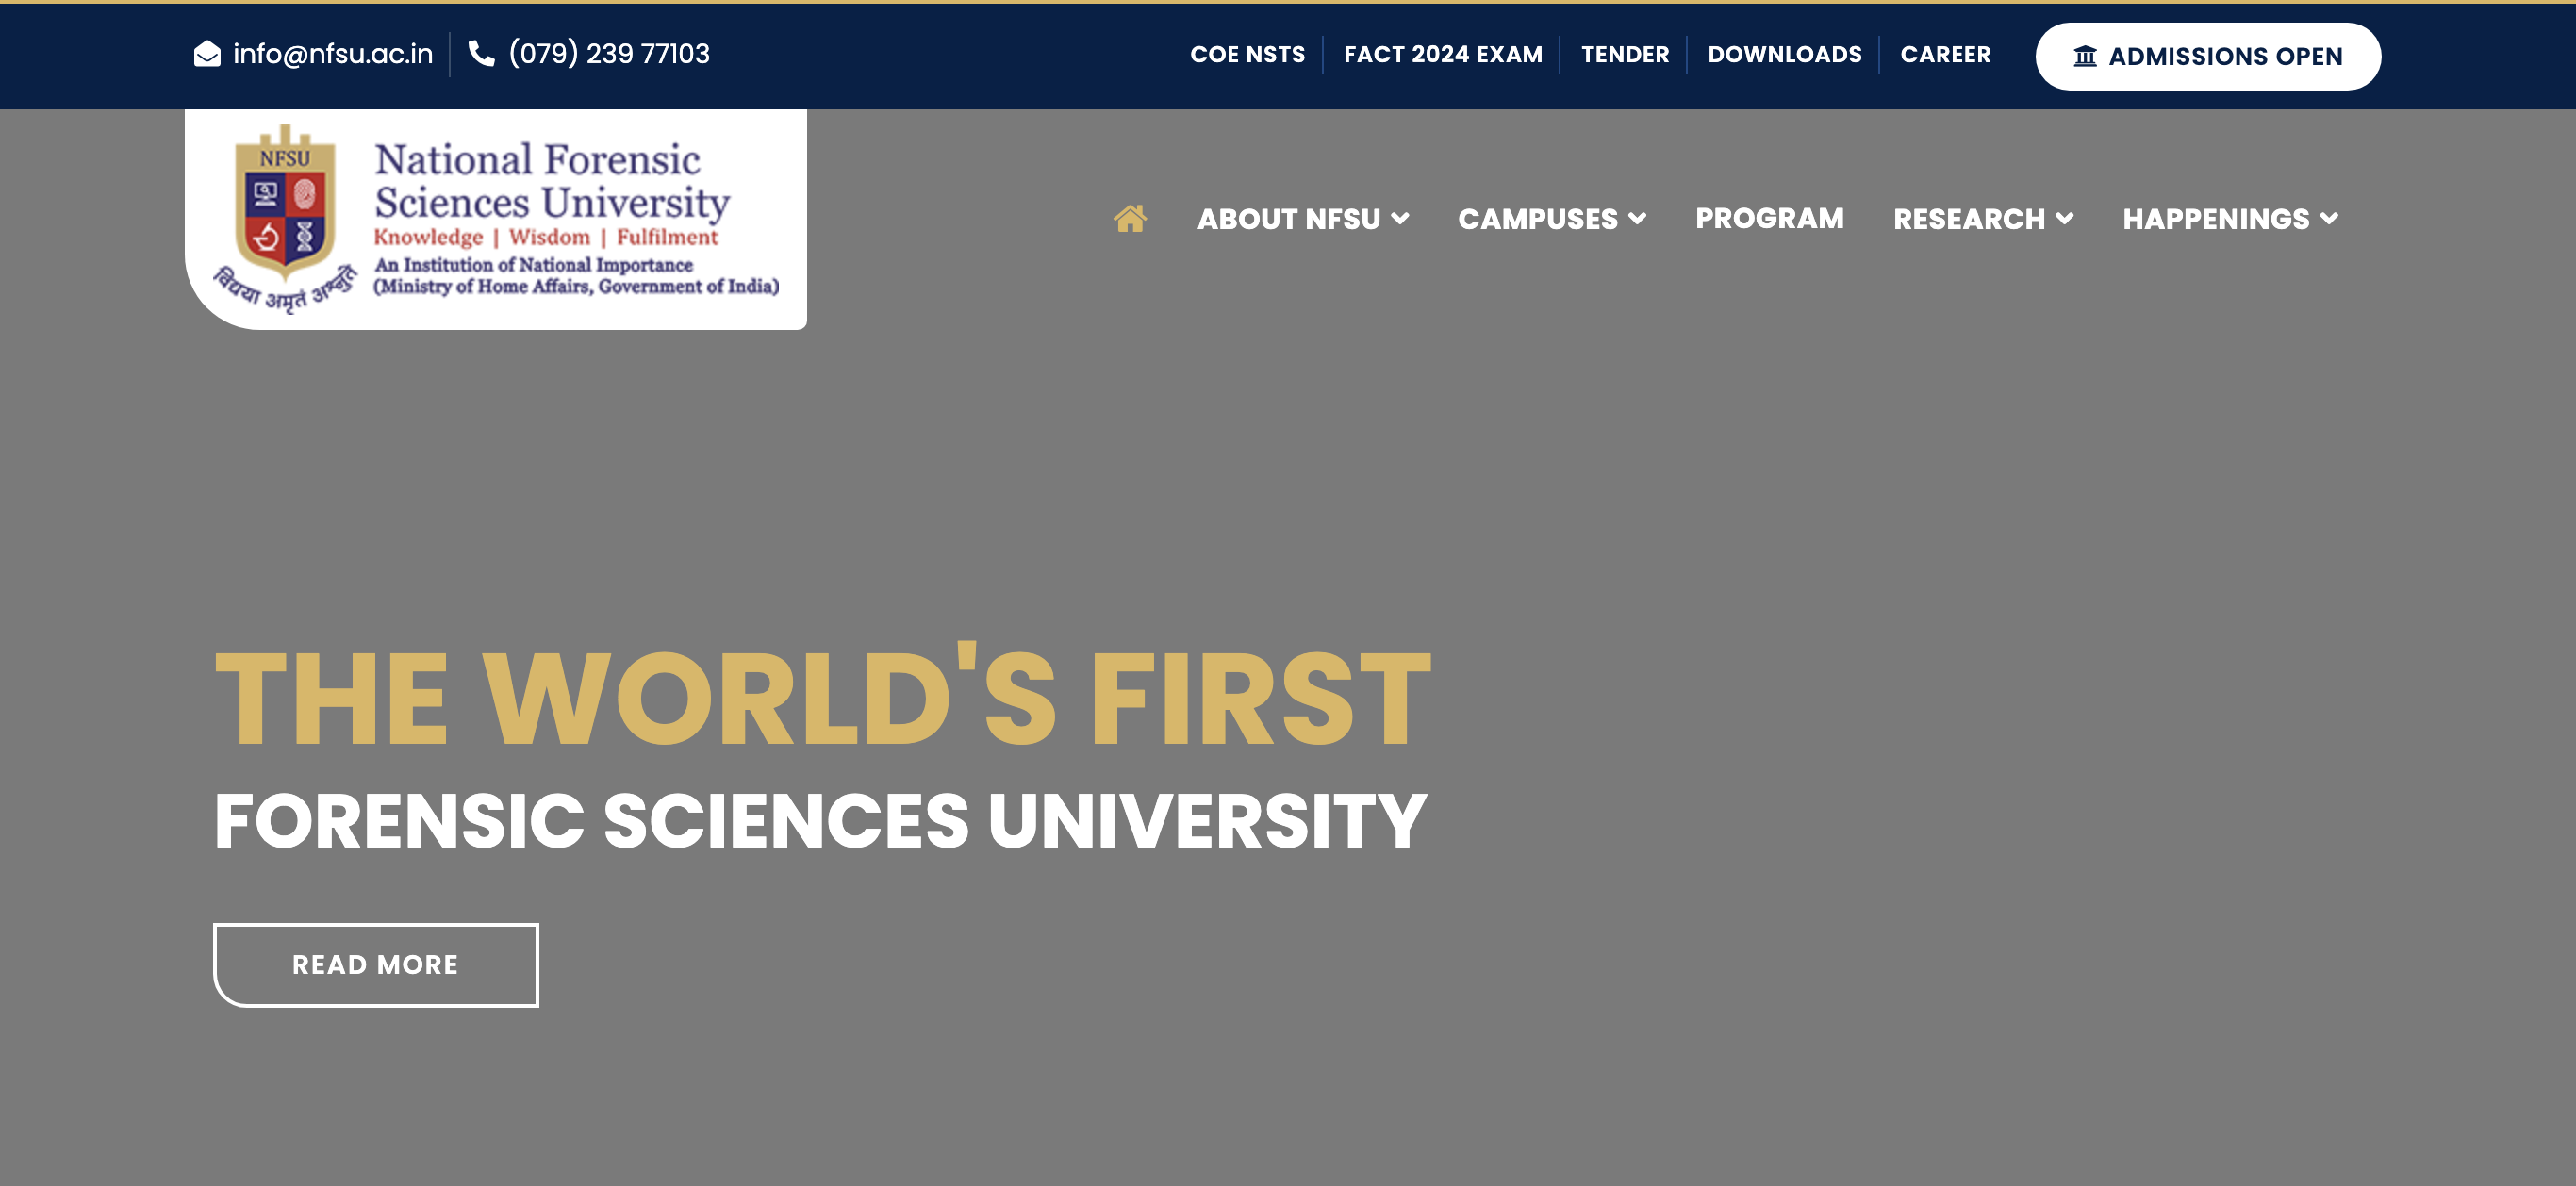 info@nfsu.ac.in
(079) 239 77103
COE NSTS
FACT 2024 EXAM
TENDER
DOWNLOADS
CAREER
ADMISSIONS OPEN
NFSU
विद्यया अमृतं अश्नुते
National Forensic
Sciences University
Knowledge | Wisdom | Fulfilment
An Institution of National Importance
(Ministry of Home Affairs, Government of India)
ABOUT NFSU
CAMPUSES
PROGRAM
RESEARCH
HAPPENINGS
THE WORLD'S FIRST
FORENSIC SCIENCES UNIVERSITY
READ MORE